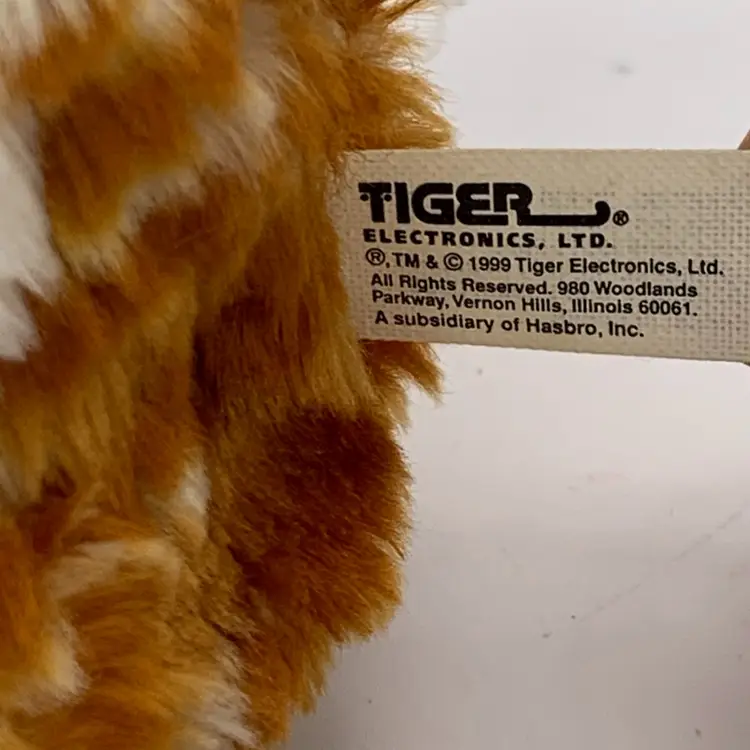 TIGER®
ELECTRONICS, LTD.
®,TM & © 1999 Tiger Electronics, Ltd.
All Rights Reserved. 980 Woodlands
Parkway, Vernon Hills, Illinois 60061.
A subsidiary of Hasbro, Inc.